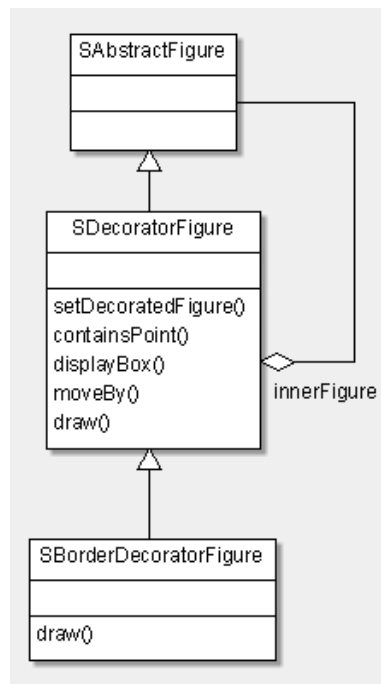 SAbstractFigure
SDecoratorFigure
setDecoratedFigure()
containsPoint()
displayBox()
moveBy()
draw()
innerFigure
SBorderDecoratorFigure
draw()